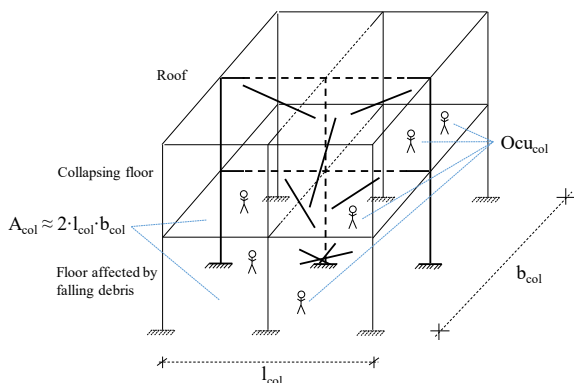 Roof
Ocu_col
Collapsing floor
A_col ≈ 2·l_col·b_col
Floor affected by
falling debris
b_col
l_col